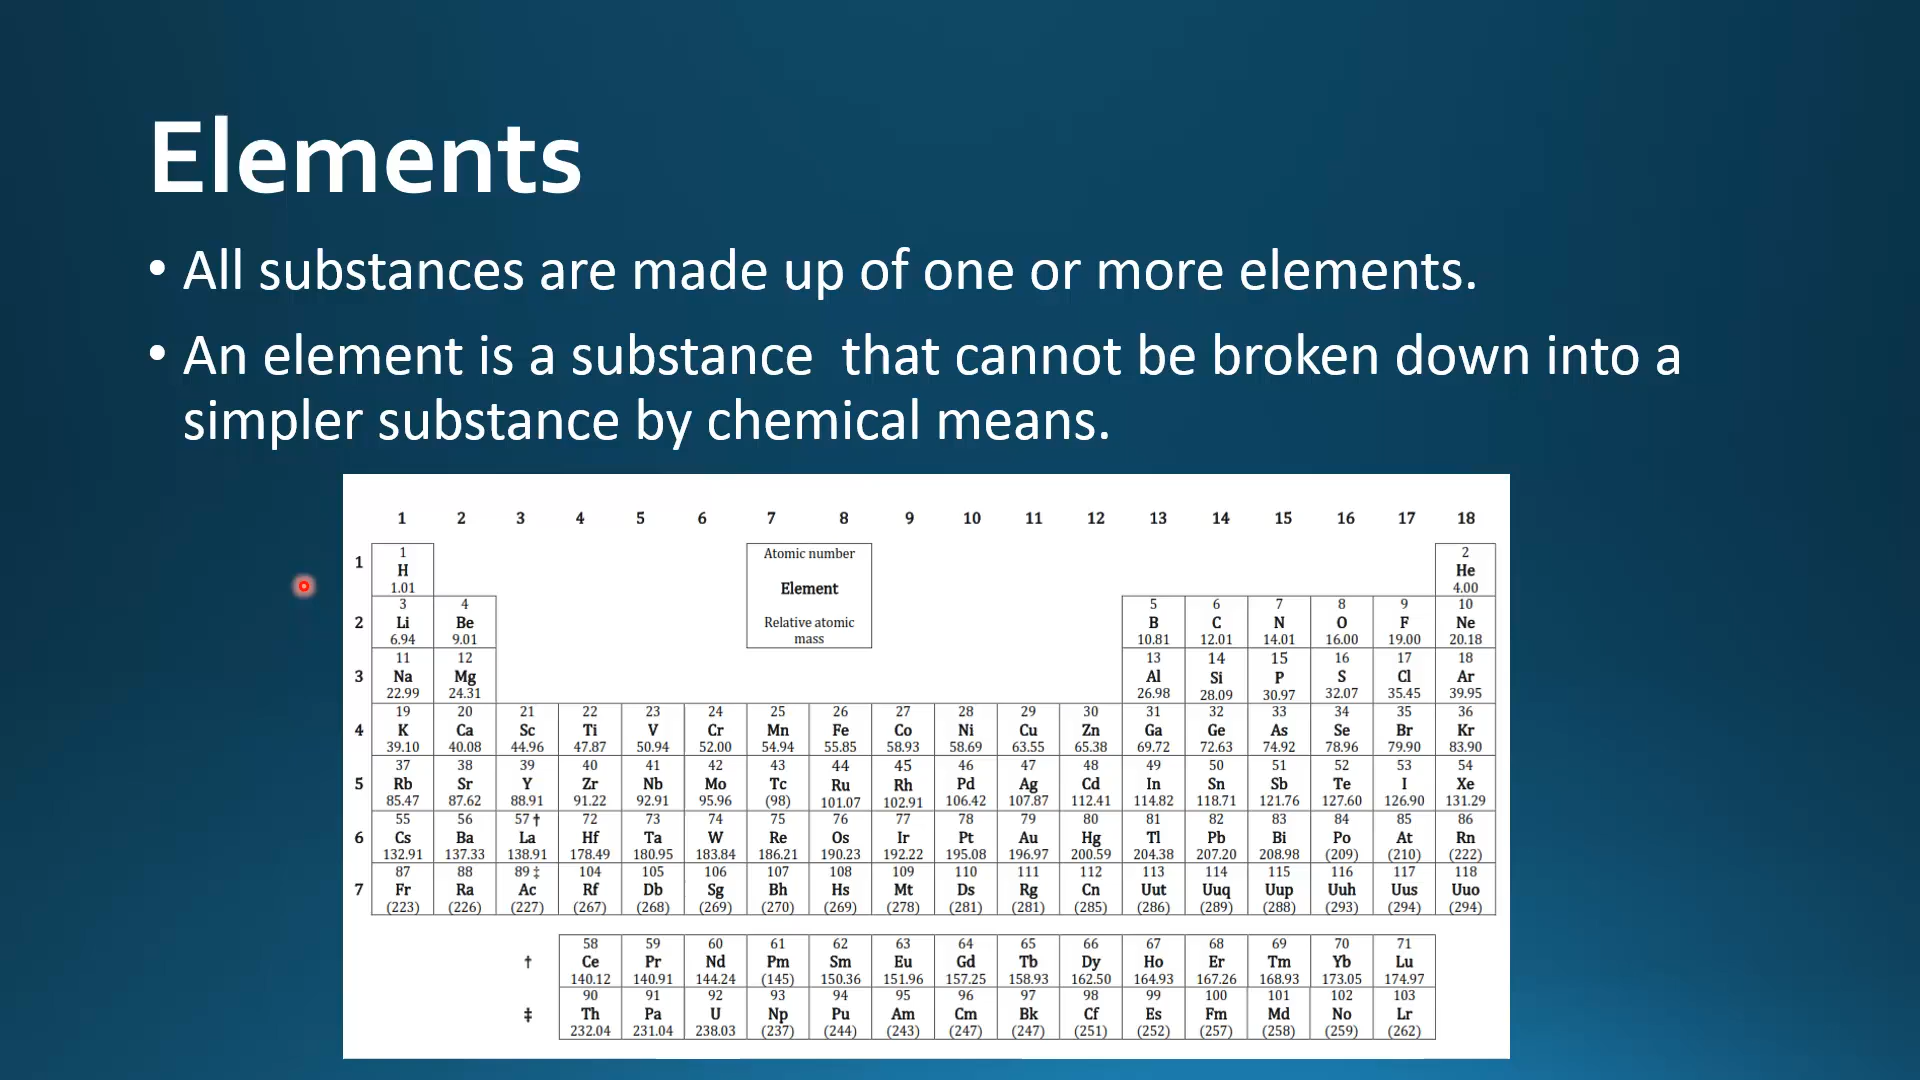 Elements
• All substances are made up of one or more elements.
• An element is a substance  that cannot be broken down into a
simpler substance by chemical means.
1 2 3 4 5 6 7 8 9 10 11 12 13 14 15 16 17 18
1
1 Atomic number 2
H Element He
1.01 4.00
Relative atomic
mass
2
3 4 5 6 7 8 9 10
Li Be B C N O F Ne
6.94 9.01 10.81 12.01 14.01 16.00 19.00 20.18
3
11 12 13 14 15 16 17 18
Na Mg Al Si P S Cl Ar
22.99 24.31 26.98 28.09 30.97 32.07 35.45 39.95
4
19 20 21 22 23 24 25 26 27 28 29 30 31 32 33 34 35 36
K Ca Sc Ti V Cr Mn Fe Co Ni Cu Zn Ga Ge As Se Br Kr
39.10 40.08 44.96 47.87 50.94 52.00 54.94 55.85 58.93 58.69 63.55 65.38 69.72 72.63 74.92 78.96 79.90 83.90
5
37 38 39 40 41 42 43 44 45 46 47 48 49 50 51 52 53 54
Rb Sr Y Zr Nb Mo Tc Ru Rh Pd Ag Cd In Sn Sb Te I Xe
85.47 87.62 88.91 91.22 92.91 95.96 (98) 101.07 102.91 106.42 107.87 112.41 114.82 118.71 121.76 127.60 126.90 131.29
6
55 56 57 † 72 73 74 75 76 77 78 79 80 81 82 83 84 85 86
Cs Ba La Hf Ta W Re Os Ir Pt Au Hg Tl Pb Bi Po At Rn
132.91 137.33 138.91 178.49 180.95 183.84 186.21 190.23 192.22 195.08 196.97 200.59 204.38 207.20 208.98 (209) (210) (222)
7
87 88 89 ‡ 104 105 106 107 108 109 110 111 112 113 114 115 116 117 118
Fr Ra Ac Rf Db Sg Bh Hs Mt Ds Rg Cn Uut Uuq Uup Uuh Uus Uuo
(223) (226) (227) (267) (268) (269) (270) (269) (278) (281) (281) (285) (286) (289) (288) (293) (294) (294)
†
58 59 60 61 62 63 64 65 66 67 68 69 70 71
Ce Pr Nd Pm Sm Eu Gd Tb Dy Ho Er Tm Yb Lu
140.12 140.91 144.24 (145) 150.36 151.96 157.25 158.93 162.50 164.93 167.26 168.93 173.05 174.97
‡
90 91 92 93 94 95 96 97 98 99 100 101 102 103
Th Pa U Np Pu Am Cm Bk Cf Es Fm Md No Lr
232.04 231.04 238.03 (237) (244) (243) (247) (247) (251) (252) (257) (258) (259) (262)